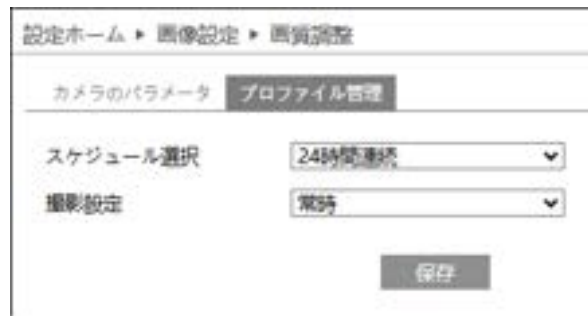 設定ホーム ▶ 画像設定 ▶ 画質調整
カメラのパラメータ プロファイル管理
スケジュール選択 24時間連続
撮影設定 常時
保存